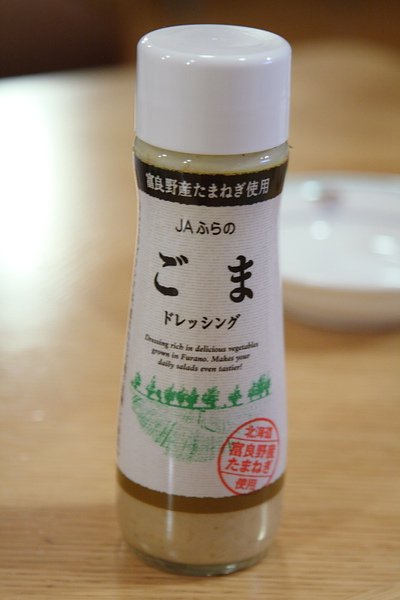 富良野産たまねぎ使用
JAふらの
ごま
ドレッシング
Dressing rich in delicious vegetables
grown in Furano. Makes your
daily salads even tastier!
北海道
富良野産
たまねぎ
使用